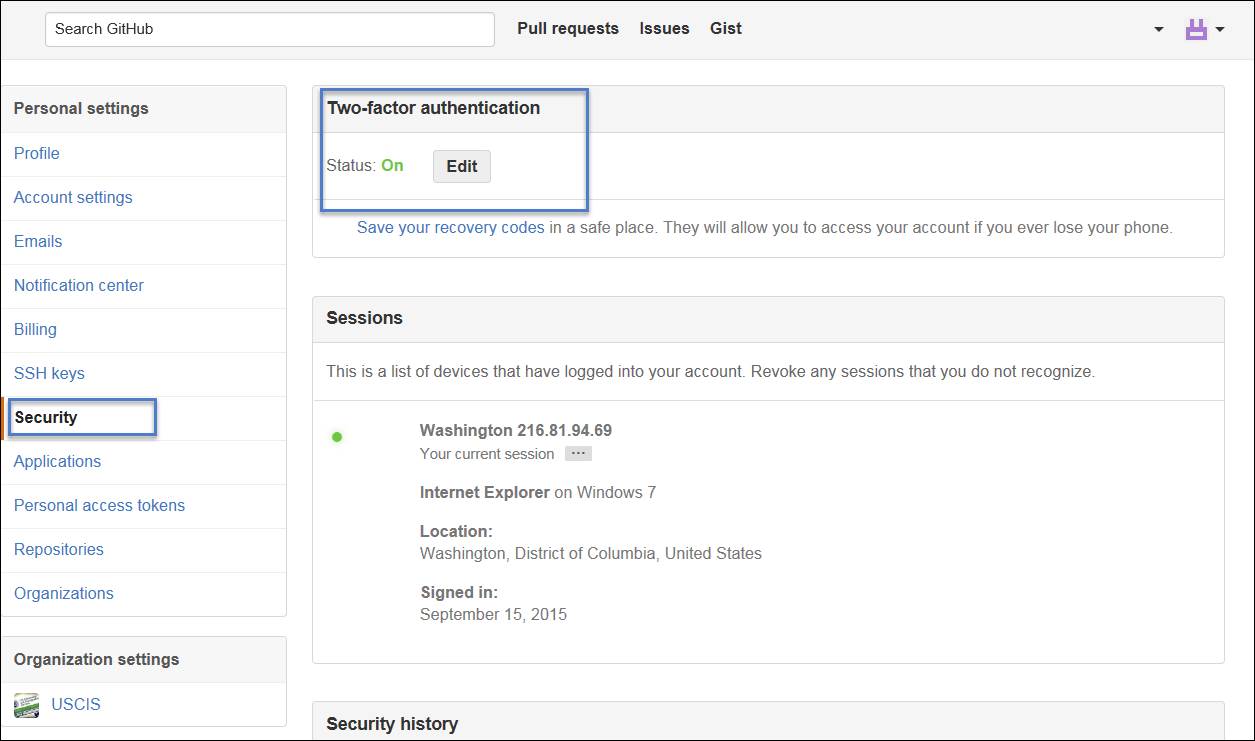 Search GitHub
Pull requests
Issues
Gist
Personal settings
Profile
Account settings
Emails
Notification center
Billing
SSH keys
Security
Applications
Personal access tokens
Repositories
Organizations
Organization settings
USCIS
Two-factor authentication
Status: On
Edit
Save your recovery codes in a safe place. They will allow you to access your account if you ever lose your phone.
Sessions
This is a list of devices that have logged into your account. Revoke any sessions that you do not recognize.
Washington 216.81.94.69
Your current session ...
Internet Explorer on Windows 7
Location:
Washington, District of Columbia, United States
Signed in:
September 15, 2015
Security history